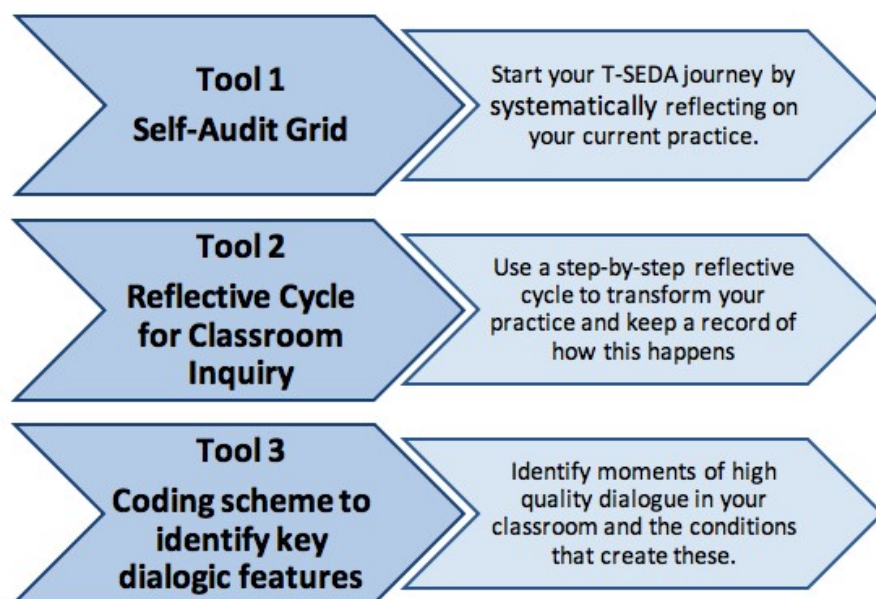 Tool 1
Self-Audit Grid
Start your T-SEDA journey by
systematically reflecting on
your current practice.
Tool 2
Reflective Cycle
for Classroom
Inquiry
Use a step-by-step reflective
cycle to transform your
practice and keep a record of
how this happens
Tool 3
Coding scheme to
identify key
dialogic features
Identify moments of high
quality dialogue in your
classroom and the conditions
that create these.